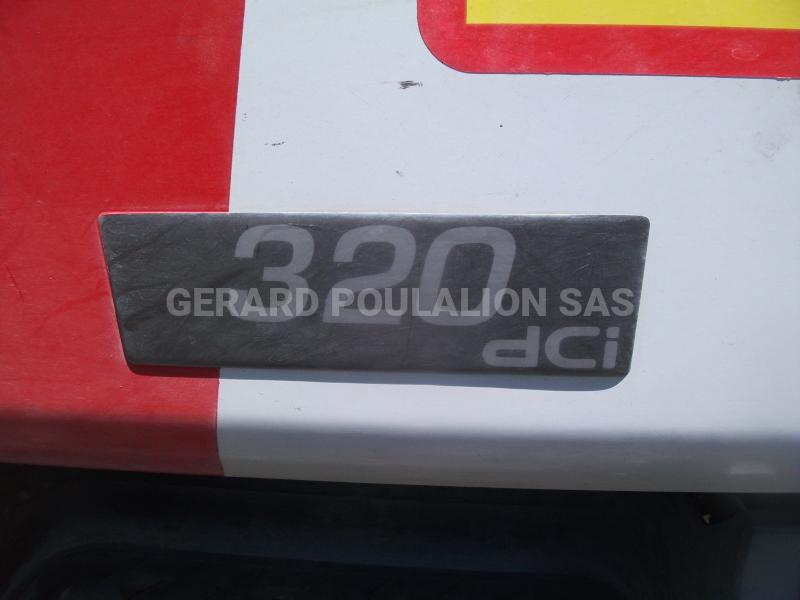 320
GERARD POULALION SAS
dCi